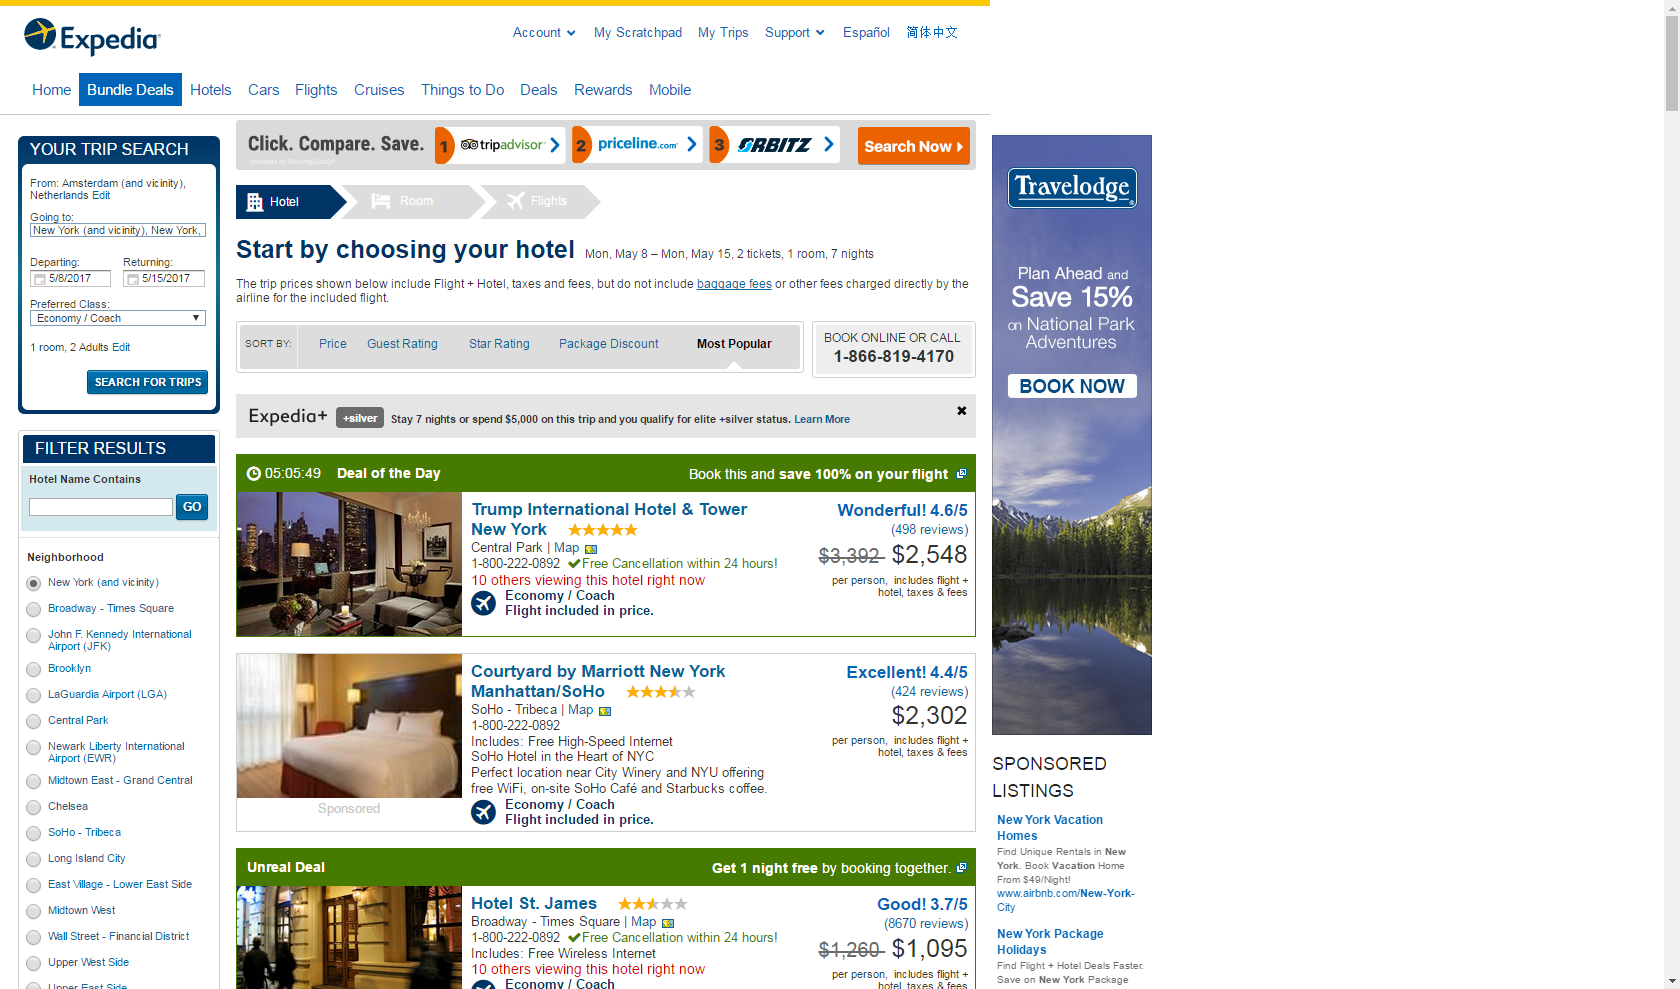 Expedia
Account
My Scratchpad
My Trips
Support
Español
简体中文
Home
Bundle Deals
Hotels
Cars
Flights
Cruises
Things to Do
Deals
Rewards
Mobile
YOUR TRIP SEARCH
From: Amsterdam (and vicinity),
Netherlands Edit
Going to:
New York (and vicinity), New York,
Departing:
Returning:
5/8/2017
5/15/2017
Preferred Class:
Economy / Coach
1 room, 2 Adults Edit
SEARCH FOR TRIPS
FILTER RESULTS
Hotel Name Contains
GO
Neighborhood
New York (and vicinity)
Broadway - Times Square
John F. Kennedy International
Airport (JFK)
Brooklyn
LaGuardia Airport (LGA)
Central Park
Newark Liberty International
Airport (EWR)
Midtown East - Grand Central
Chelsea
SoHo - Tribeca
Long Island City
East Village - Lower East Side
Midtown West
Wall Street - Financial District
Upper West Side
Upper East Side
Click. Compare. Save.
1 tripadvisor
2 priceline.com
3 ORBITZ
Search Now
Hotel
Room
Flights
Start by choosing your hotel Mon, May 8 – Mon, May 15, 2 tickets, 1 room, 7 nights
The trip prices shown below include Flight + Hotel, taxes and fees, but do not include baggage fees or other fees charged directly by the
airline for the included flight.
SORT BY:
Price
Guest Rating
Star Rating
Package Discount
Most Popular
BOOK ONLINE OR CALL
1-866-819-4170
Expedia+ +silver Stay 7 nights or spend $5,000 on this trip and you qualify for elite +silver status. Learn More
05:05:49 Deal of the Day
Book this and save 100% on your flight
Trump International Hotel & Tower
New York
Central Park | Map
1-800-222-0892 Free Cancellation within 24 hours!
10 others viewing this hotel right now
Economy / Coach
Flight included in price.
Wonderful! 4.6/5
(498 reviews)
$3,392 $2,548
per person, includes flight +
hotel, taxes & fees
Courtyard by Marriott New York
Manhattan/SoHo
SoHo - Tribeca | Map
1-800-222-0892
Includes: Free High-Speed Internet
SoHo Hotel in the Heart of NYC
Perfect location near City Winery and NYU offering
free WiFi, on-site SoHo Café and Starbucks coffee.
Economy / Coach
Flight included in price.
Sponsored
Excellent! 4.4/5
(424 reviews)
$2,302
per person, includes flight +
hotel, taxes & fees
Unreal Deal
Get 1 night free by booking together.
Hotel St. James
Broadway - Times Square | Map
1-800-222-0892 Free Cancellation within 24 hours!
Includes: Free Wireless Internet
10 others viewing this hotel right now
Economy / Coach
Good! 3.7/5
(8670 reviews)
$1,260 $1,095
per person, includes flight +
hotel, taxes & fees
Travelodge
Plan Ahead and
Save 15%
on National Park
Adventures
BOOK NOW
SPONSORED
LISTINGS
New York Vacation
Homes
Find Unique Rentals in New
York. Book Vacation Home
From $49/Night!
www.airbnb.com/New-York-
City
New York Package
Holidays
Find Flight + Hotel Deals Faster.
Save on New York Package